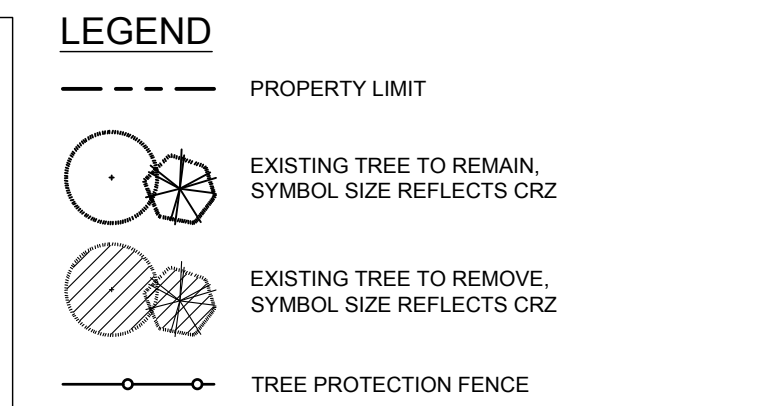 LEGEND
PROPERTY LIMIT
EXISTING TREE TO REMAIN,
SYMBOL SIZE REFLECTS CRZ
EXISTING TREE TO REMOVE,
SYMBOL SIZE REFLECTS CRZ
TREE PROTECTION FENCE